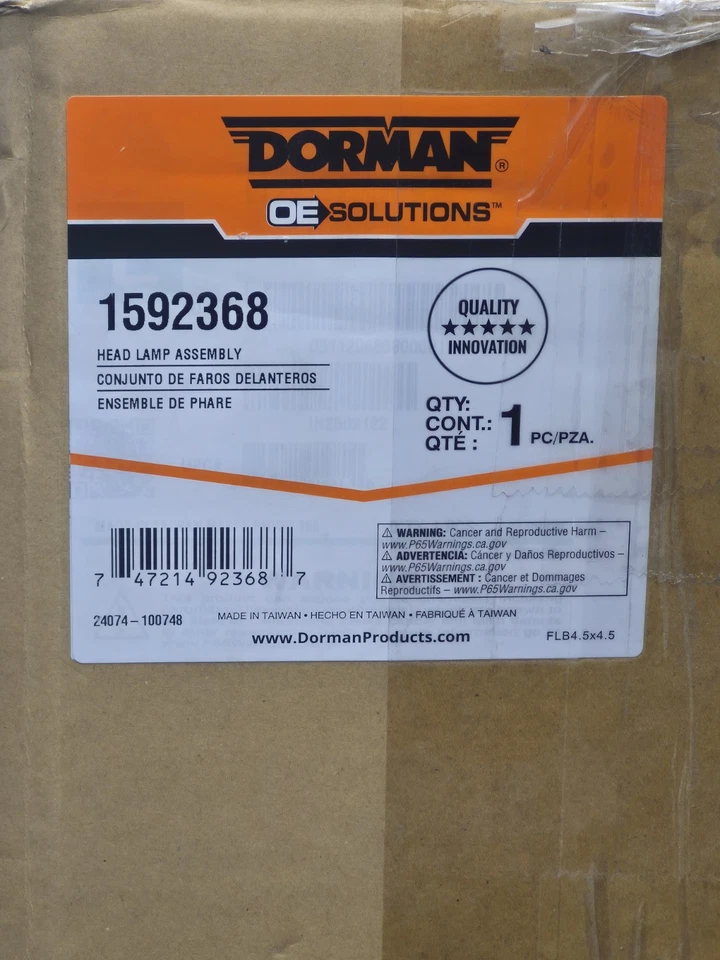 DORMAN®
OE SOLUTIONS™
1592368
HEAD LAMP ASSEMBLY
CONJUNTO DE FAROS DELANTEROS
ENSEMBLE DE PHARE
QUALITY
★★★★★
INNOVATION
QTY:
CONT.:
QTÉ :
1 PC/PZA.
7 47214 92368 7
24074-100748
⚠ WARNING: Cancer and Reproductive Harm –
www.P65Warnings.ca.gov
⚠ ADVERTENCIA: Cáncer y Daños Reproductivos –
www.P65Warnings.ca.gov
⚠ AVERTISSEMENT : Cancer et Dommages
Reproductifs – www.P65Warnings.ca.gov
MADE IN TAIWAN • HECHO EN TAIWAN • FABRIQUÉ À TAIWAN
www.DormanProducts.com
FLB4.5x4.5